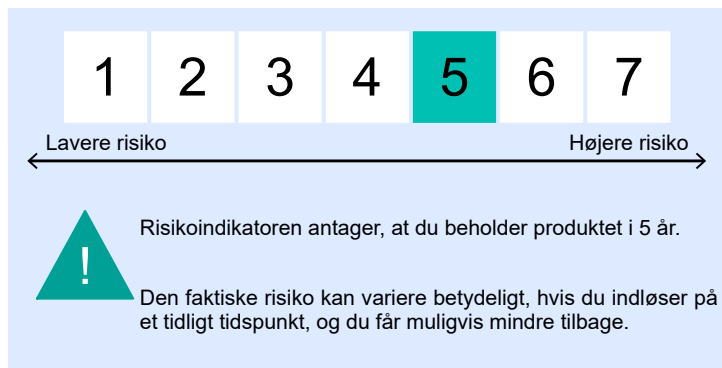 1 2 3 4 5 6 7
Lavere risiko Højere risiko
!
Risikoindikatoren antager, at du beholder produktet i 5 år.
Den faktiske risiko kan variere betydeligt, hvis du indløser på
et tidligt tidspunkt, og du får muligvis mindre tilbage.